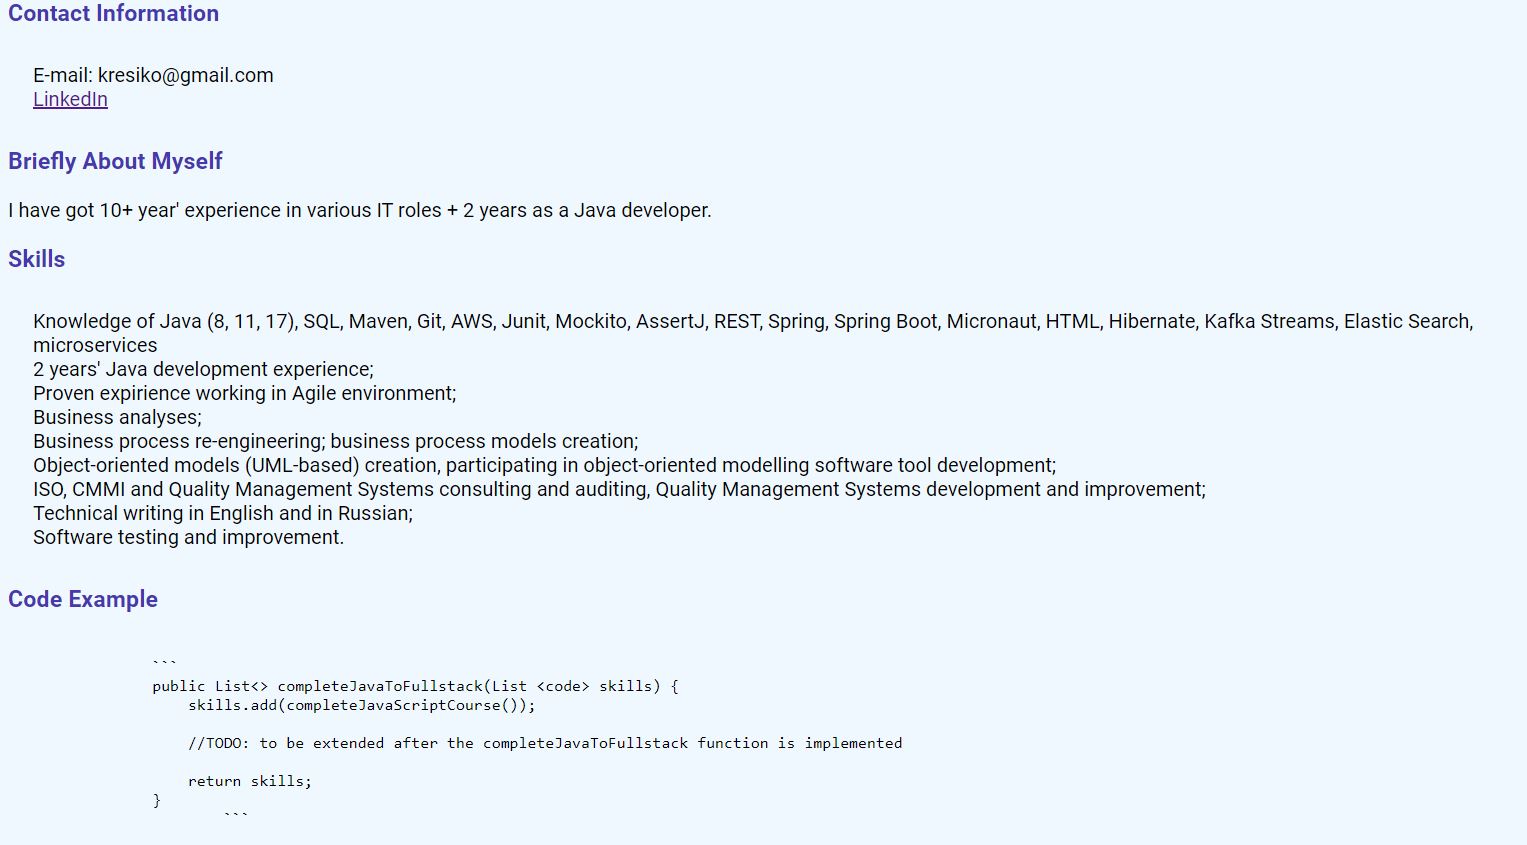 Contact Information
E-mail: kresiko@gmail.com
LinkedIn
Briefly About Myself
I have got 10+ year' experience in various IT roles + 2 years as a Java developer.
Skills
Knowledge of Java (8, 11, 17), SQL, Maven, Git, AWS, Junit, Mockito, AssertJ, REST, Spring, Spring Boot, Micronaut, HTML, Hibernate, Kafka Streams, Elastic Search,
microservices
2 years' Java development experience;
Proven expirience working in Agile environment;
Business analyses;
Business process re-engineering; business process models creation;
Object-oriented models (UML-based) creation, participating in object-oriented modelling software tool development;
ISO, CMMI and Quality Management Systems consulting and auditing, Quality Management Systems development and improvement;
Technical writing in English and in Russian;
Software testing and improvement.
Code Example
```
public List<> completeJavaToFullstack(List <code> skills) {
    skills.add(completeJavaScriptCourse());
    //TODO: to be extended after the completeJavaToFullstack function is implemented
    return skills;
}
```